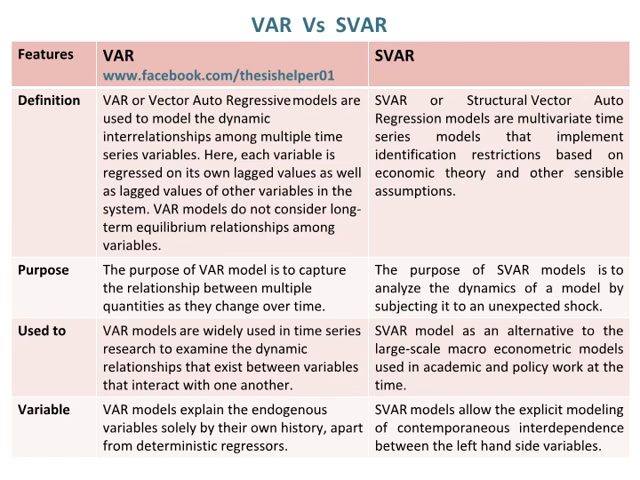 VAR Vs SVAR
Features
VAR
www.facebook.com/thesishelper01
SVAR
Definition
VAR or Vector Auto Regressive models are
used to model the dynamic
interrelationships among multiple time
series variables. Here, each variable is
regressed on its own lagged values as well
as lagged values of other variables in the
system. VAR models do not consider long-
term equilibrium relationships among
variables.
SVAR or Structural Vector Auto
Regression models are multivariate time
series models that implement
identification restrictions based on
economic theory and other sensible
assumptions.
Purpose
The purpose of VAR model is to capture
the relationship between multiple
quantities as they change over time.
The purpose of SVAR models is to
analyze the dynamics of a model by
subjecting it to an unexpected shock.
Used to
VAR models are widely used in time series
research to examine the dynamic
relationships that exist between variables
that interact with one another.
SVAR model as an alternative to the
large-scale macro econometric models
used in academic and policy work at the
time.
Variable
VAR models explain the endogenous
variables solely by their own history, apart
from deterministic regressors.
SVAR models allow the explicit modeling
of contemporaneous interdependence
between the left hand side variables.